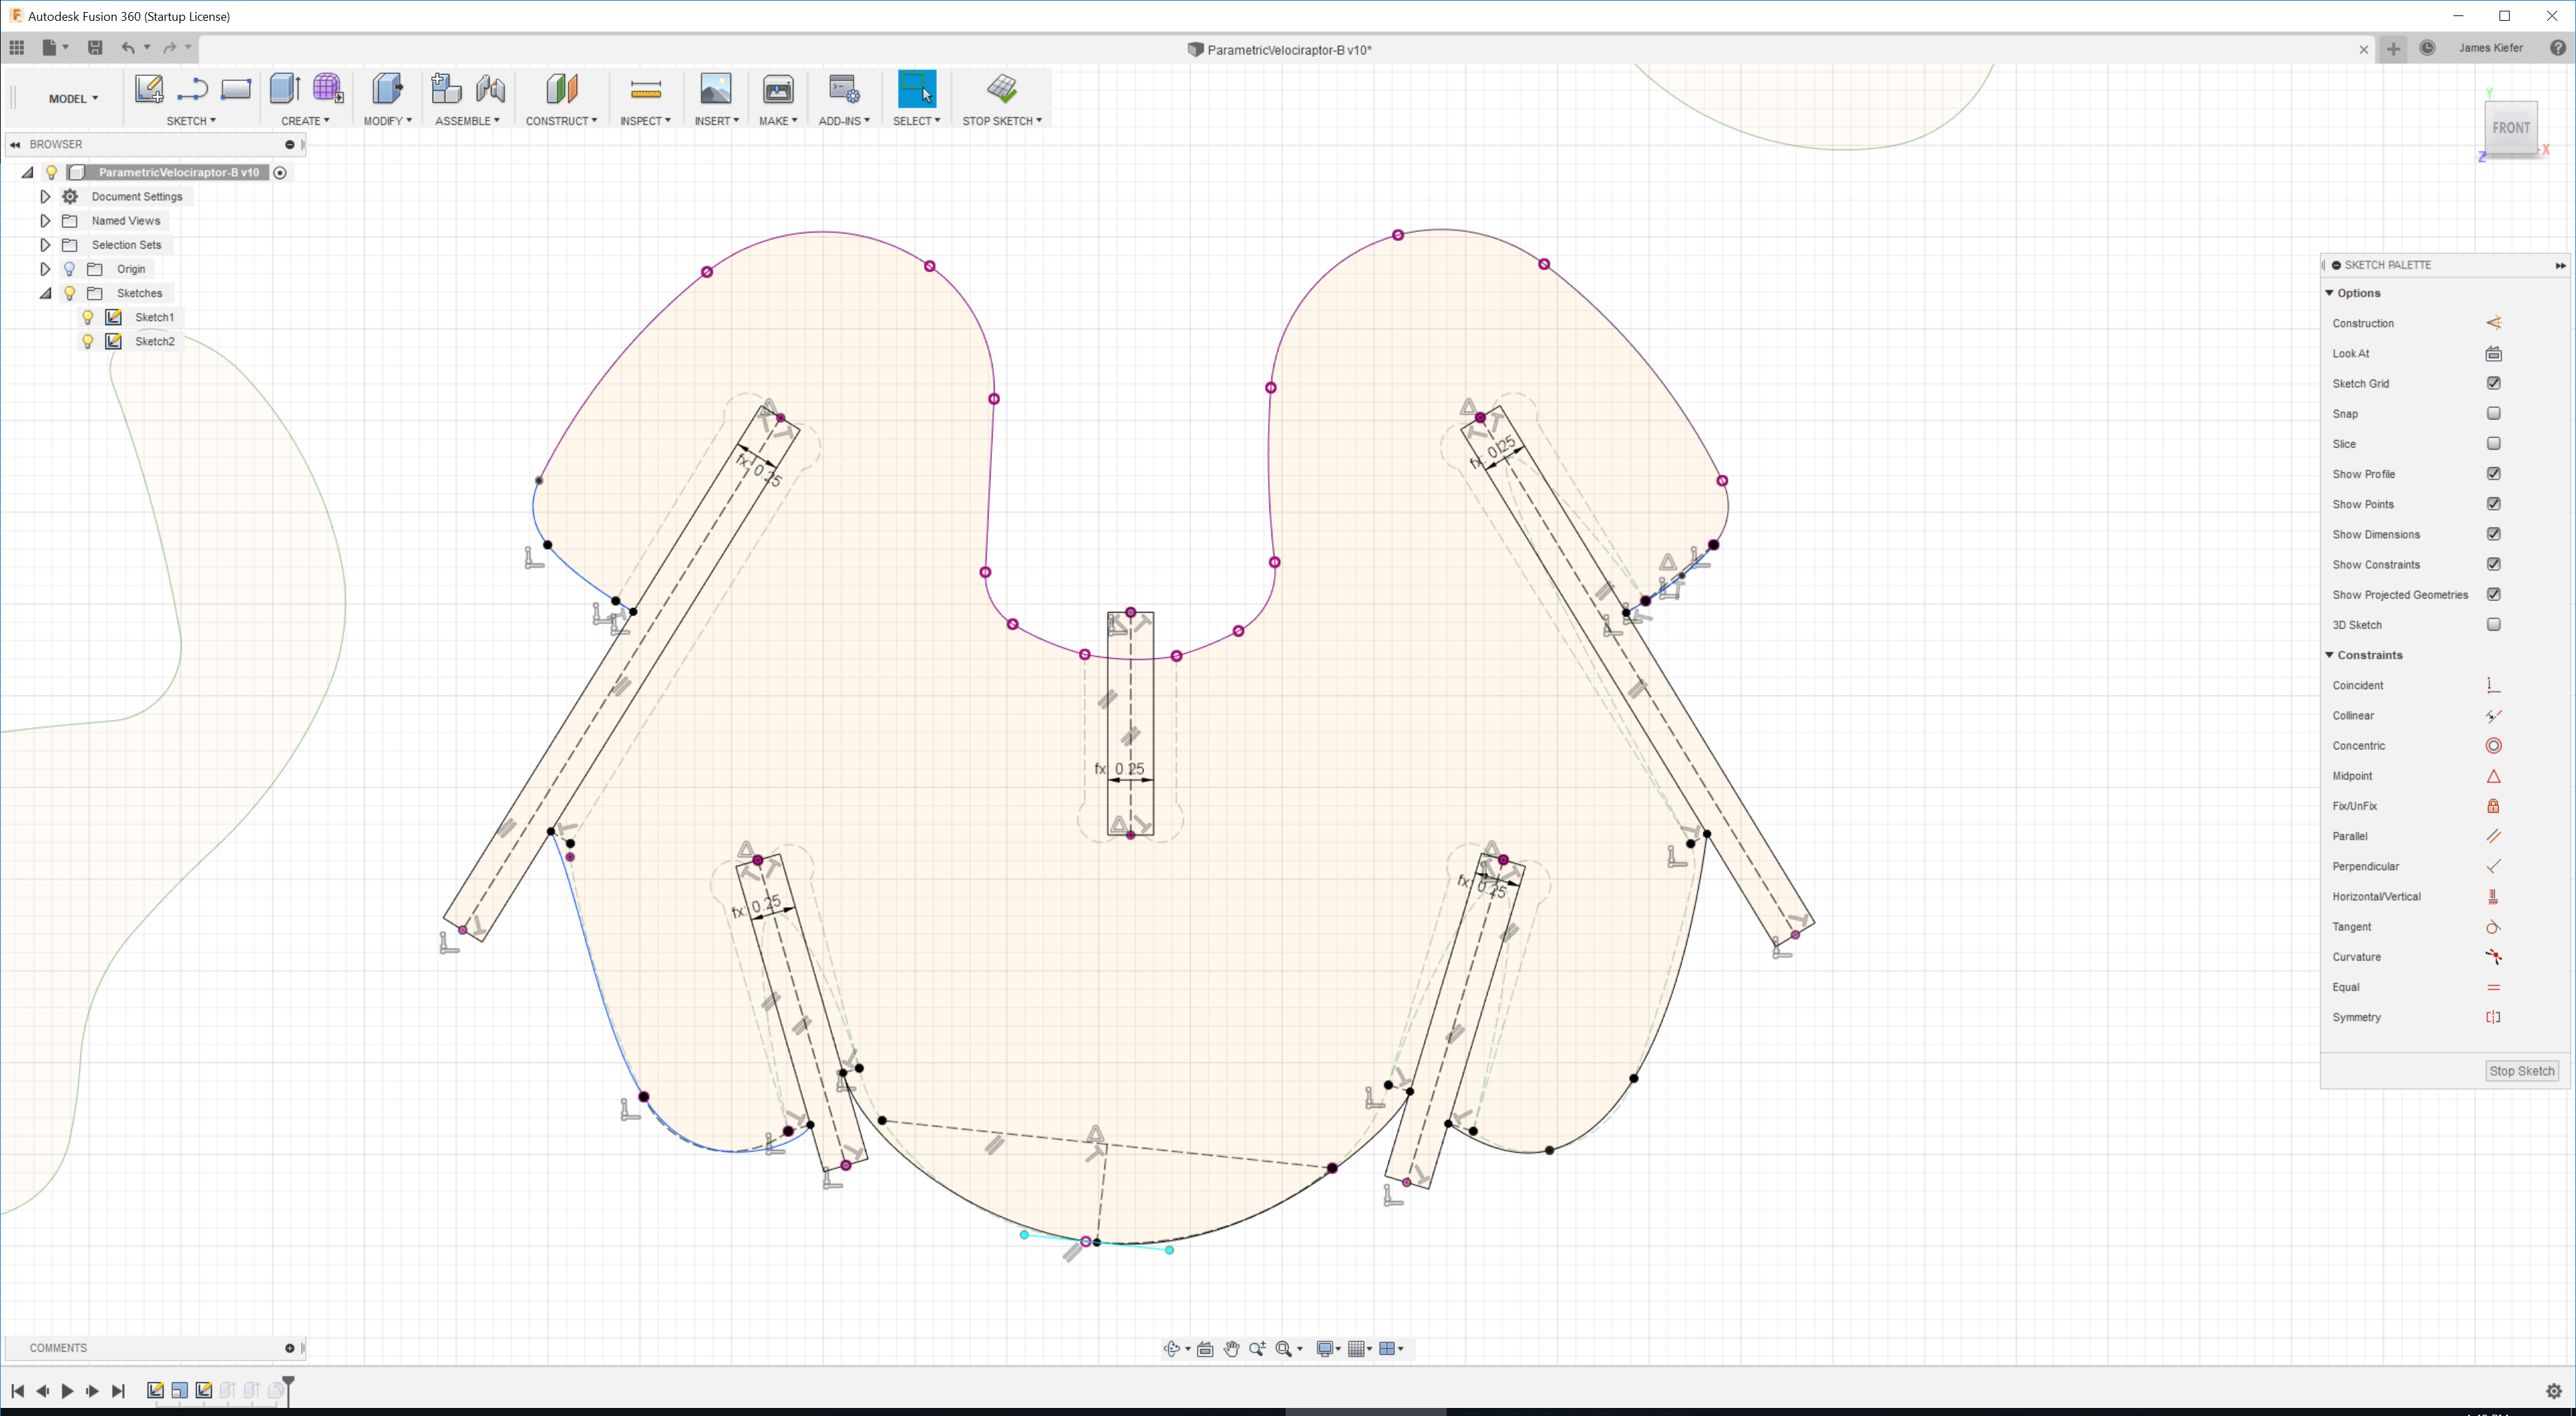 Autodesk Fusion 360 (Startup License)
ParametricVelociraptor-B v10*
James Kiefer
MODEL
SKETCH
CREATE
MODIFY
ASSEMBLE
CONSTRUCT
INSPECT
INSERT
MAKE
ADD-INS
SELECT
STOP SKETCH
Y
FRONT
Z
X
BROWSER
ParametricVelociraptor-B v10
Document Settings
Named Views
Selection Sets
Origin
Sketches
Sketch1
Sketch2
SKETCH PALETTE
Options
Construction
Look At
Sketch Grid
Snap
Slice
Show Profile
Show Points
Show Dimensions
Show Constraints
Show Projected Geometries
3D Sketch
Constraints
Coincident
Collinear
Concentric
Midpoint
Fix/UnFix
Parallel
Perpendicular
Horizontal/Vertical
Tangent
Curvature
Equal
Symmetry
Stop Sketch
fx: 0.25
fx: 0.25
fx: 0.25
fx: 0.25
fx: 0.25
COMMENTS